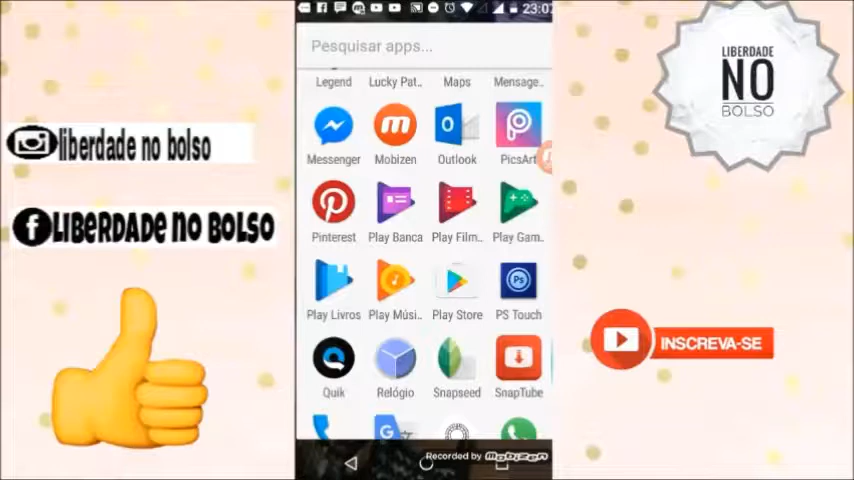 23:07
Pesquisar apps...
Legend
Lucky Pat..
Maps
Message..
Messenger
Mobizen
Outlook
PicsArt
Pinterest
Play Banca
Play Film..
Play Gam..
Play Livros
Play Músi..
Play Store
PS Touch
Quik
Relógio
Snapseed
SnapTube
Recorded by mobizen
liberdade no bolso
LIBERDADE NO BOLSO
LIBERDADE
NO
BOLSO
INSCREVA-SE